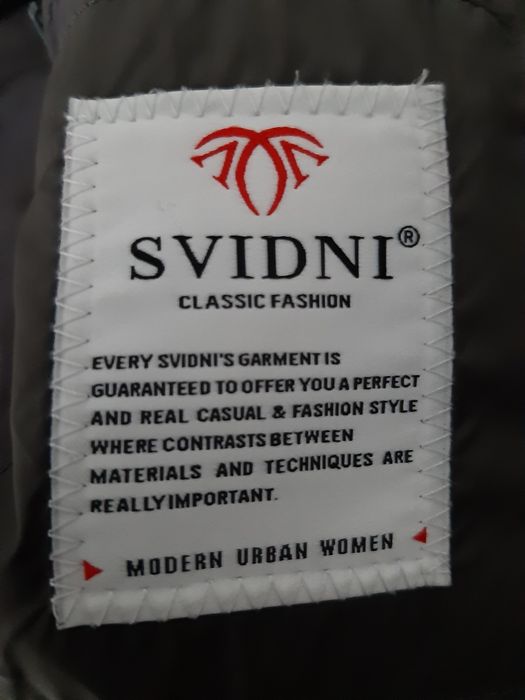 SVIDNI®
CLASSIC FASHION
EVERY SVIDNI'S GARMENT IS
GUARANTEED TO OFFER YOU A PERFECT
AND REAL CASUAL & FASHION STYLE
WHERE CONTRASTS BETWEEN
MATERIALS AND TECHNIQUES ARE
REALLY IMPORTANT.
MODERN URBAN WOMEN